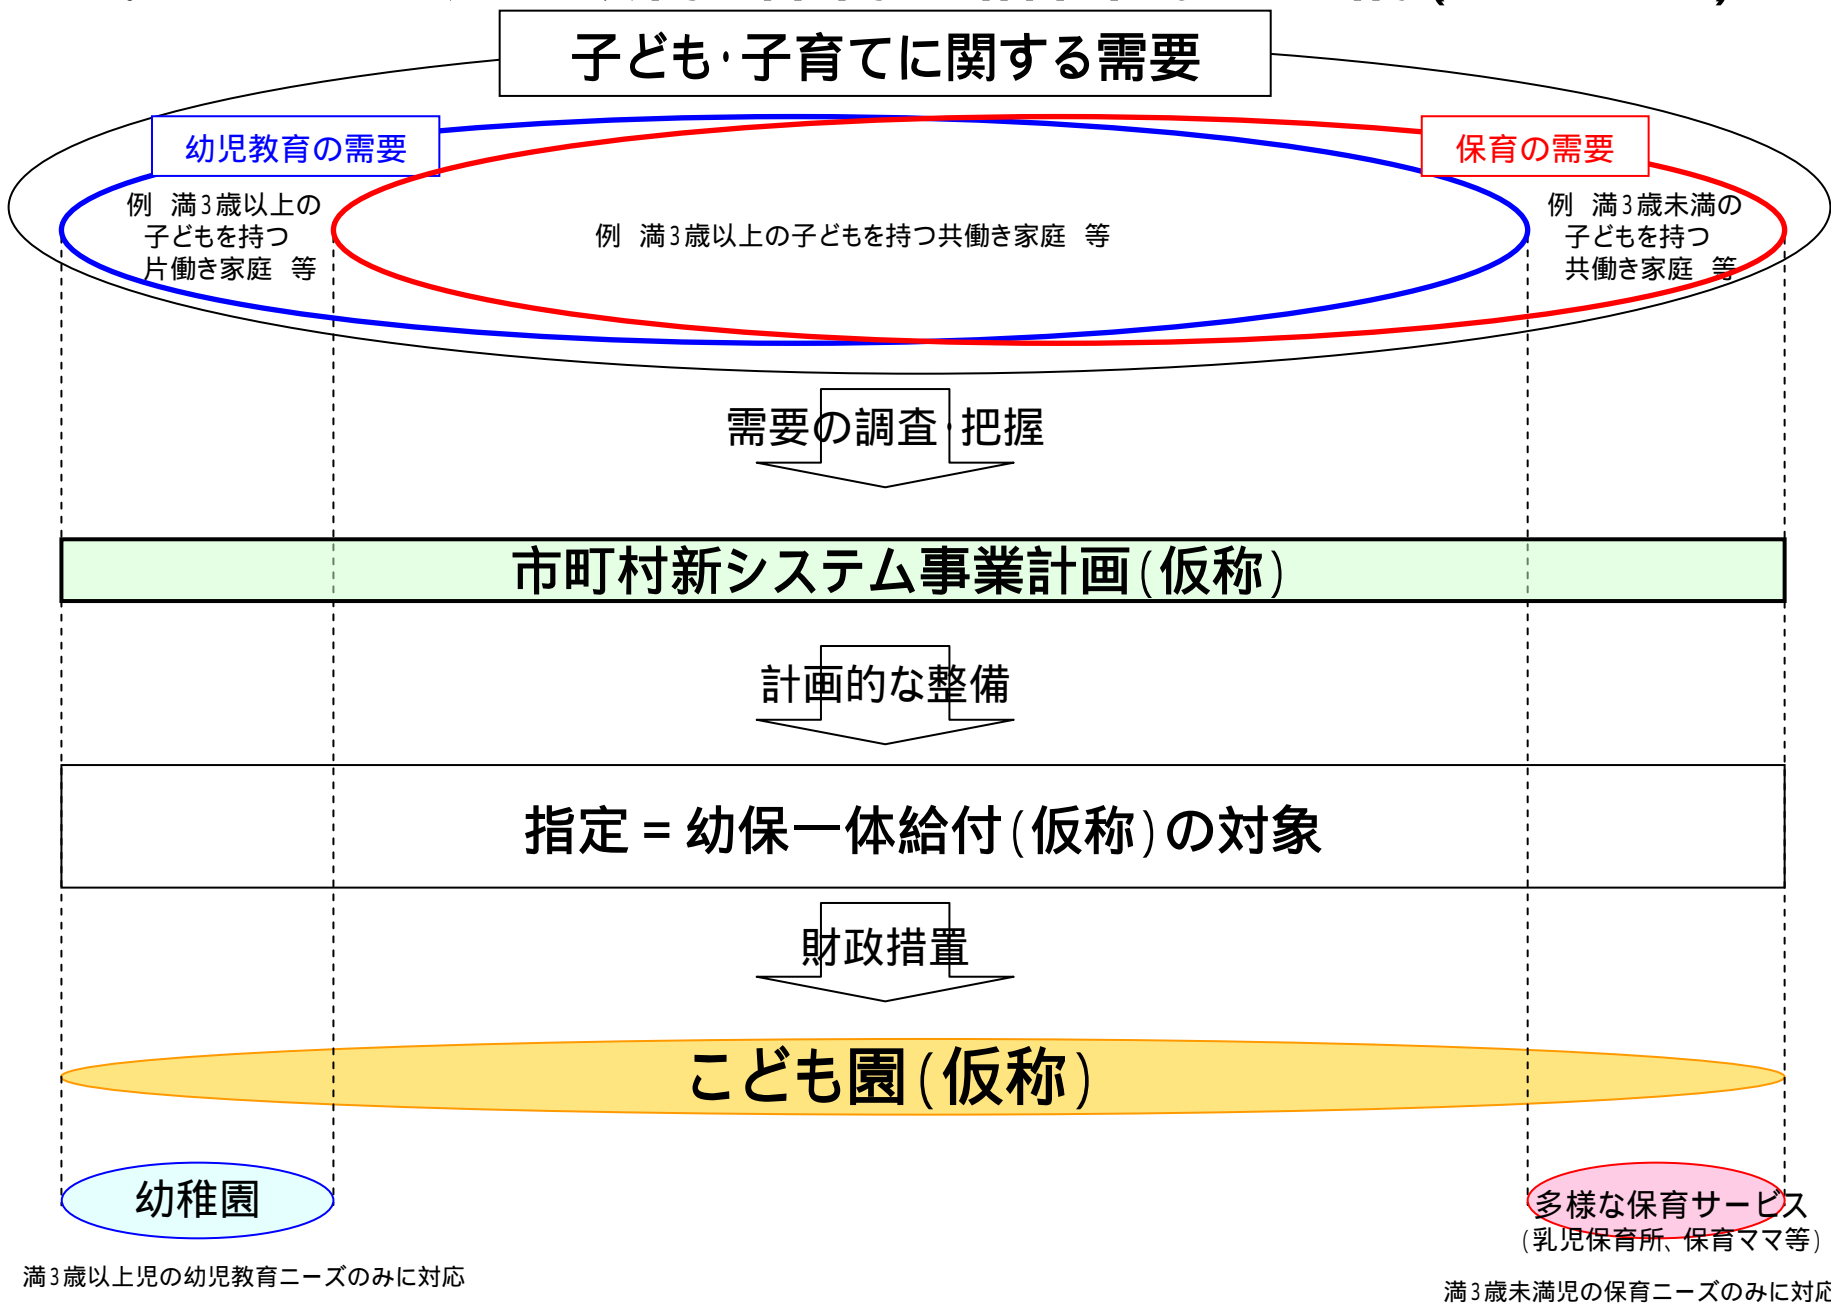 子ども・子育てに関する需要
幼児教育の需要
保育の需要
例 満3歳以上の
子どもを持つ
片働き家庭 等
例 満3歳以上の子どもを持つ共働き家庭 等
例 満3歳未満の
子どもを持つ
共働き家庭 等
需要の調査・把握
市町村新システム事業計画(仮称)
計画的な整備
指定=幼保一体給付(仮称)の対象
財政措置
こども園(仮称)
幼稚園
多様な保育サービス
(乳児保育所、保育ママ等)
満3歳以上児の幼児教育ニーズのみに対応
満3歳未満児の保育ニーズのみに対応